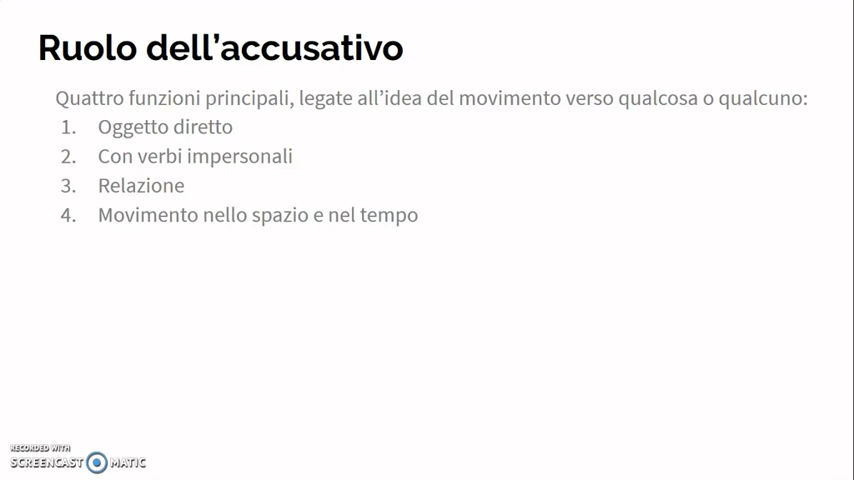 Ruolo dell’accusativo
Quattro funzioni principali, legate all’idea del movimento verso qualcosa o qualcuno:
1. Oggetto diretto
2. Con verbi impersonali
3. Relazione
4. Movimento nello spazio e nel tempo
RECORDED WITH
SCREENCAST MATIC